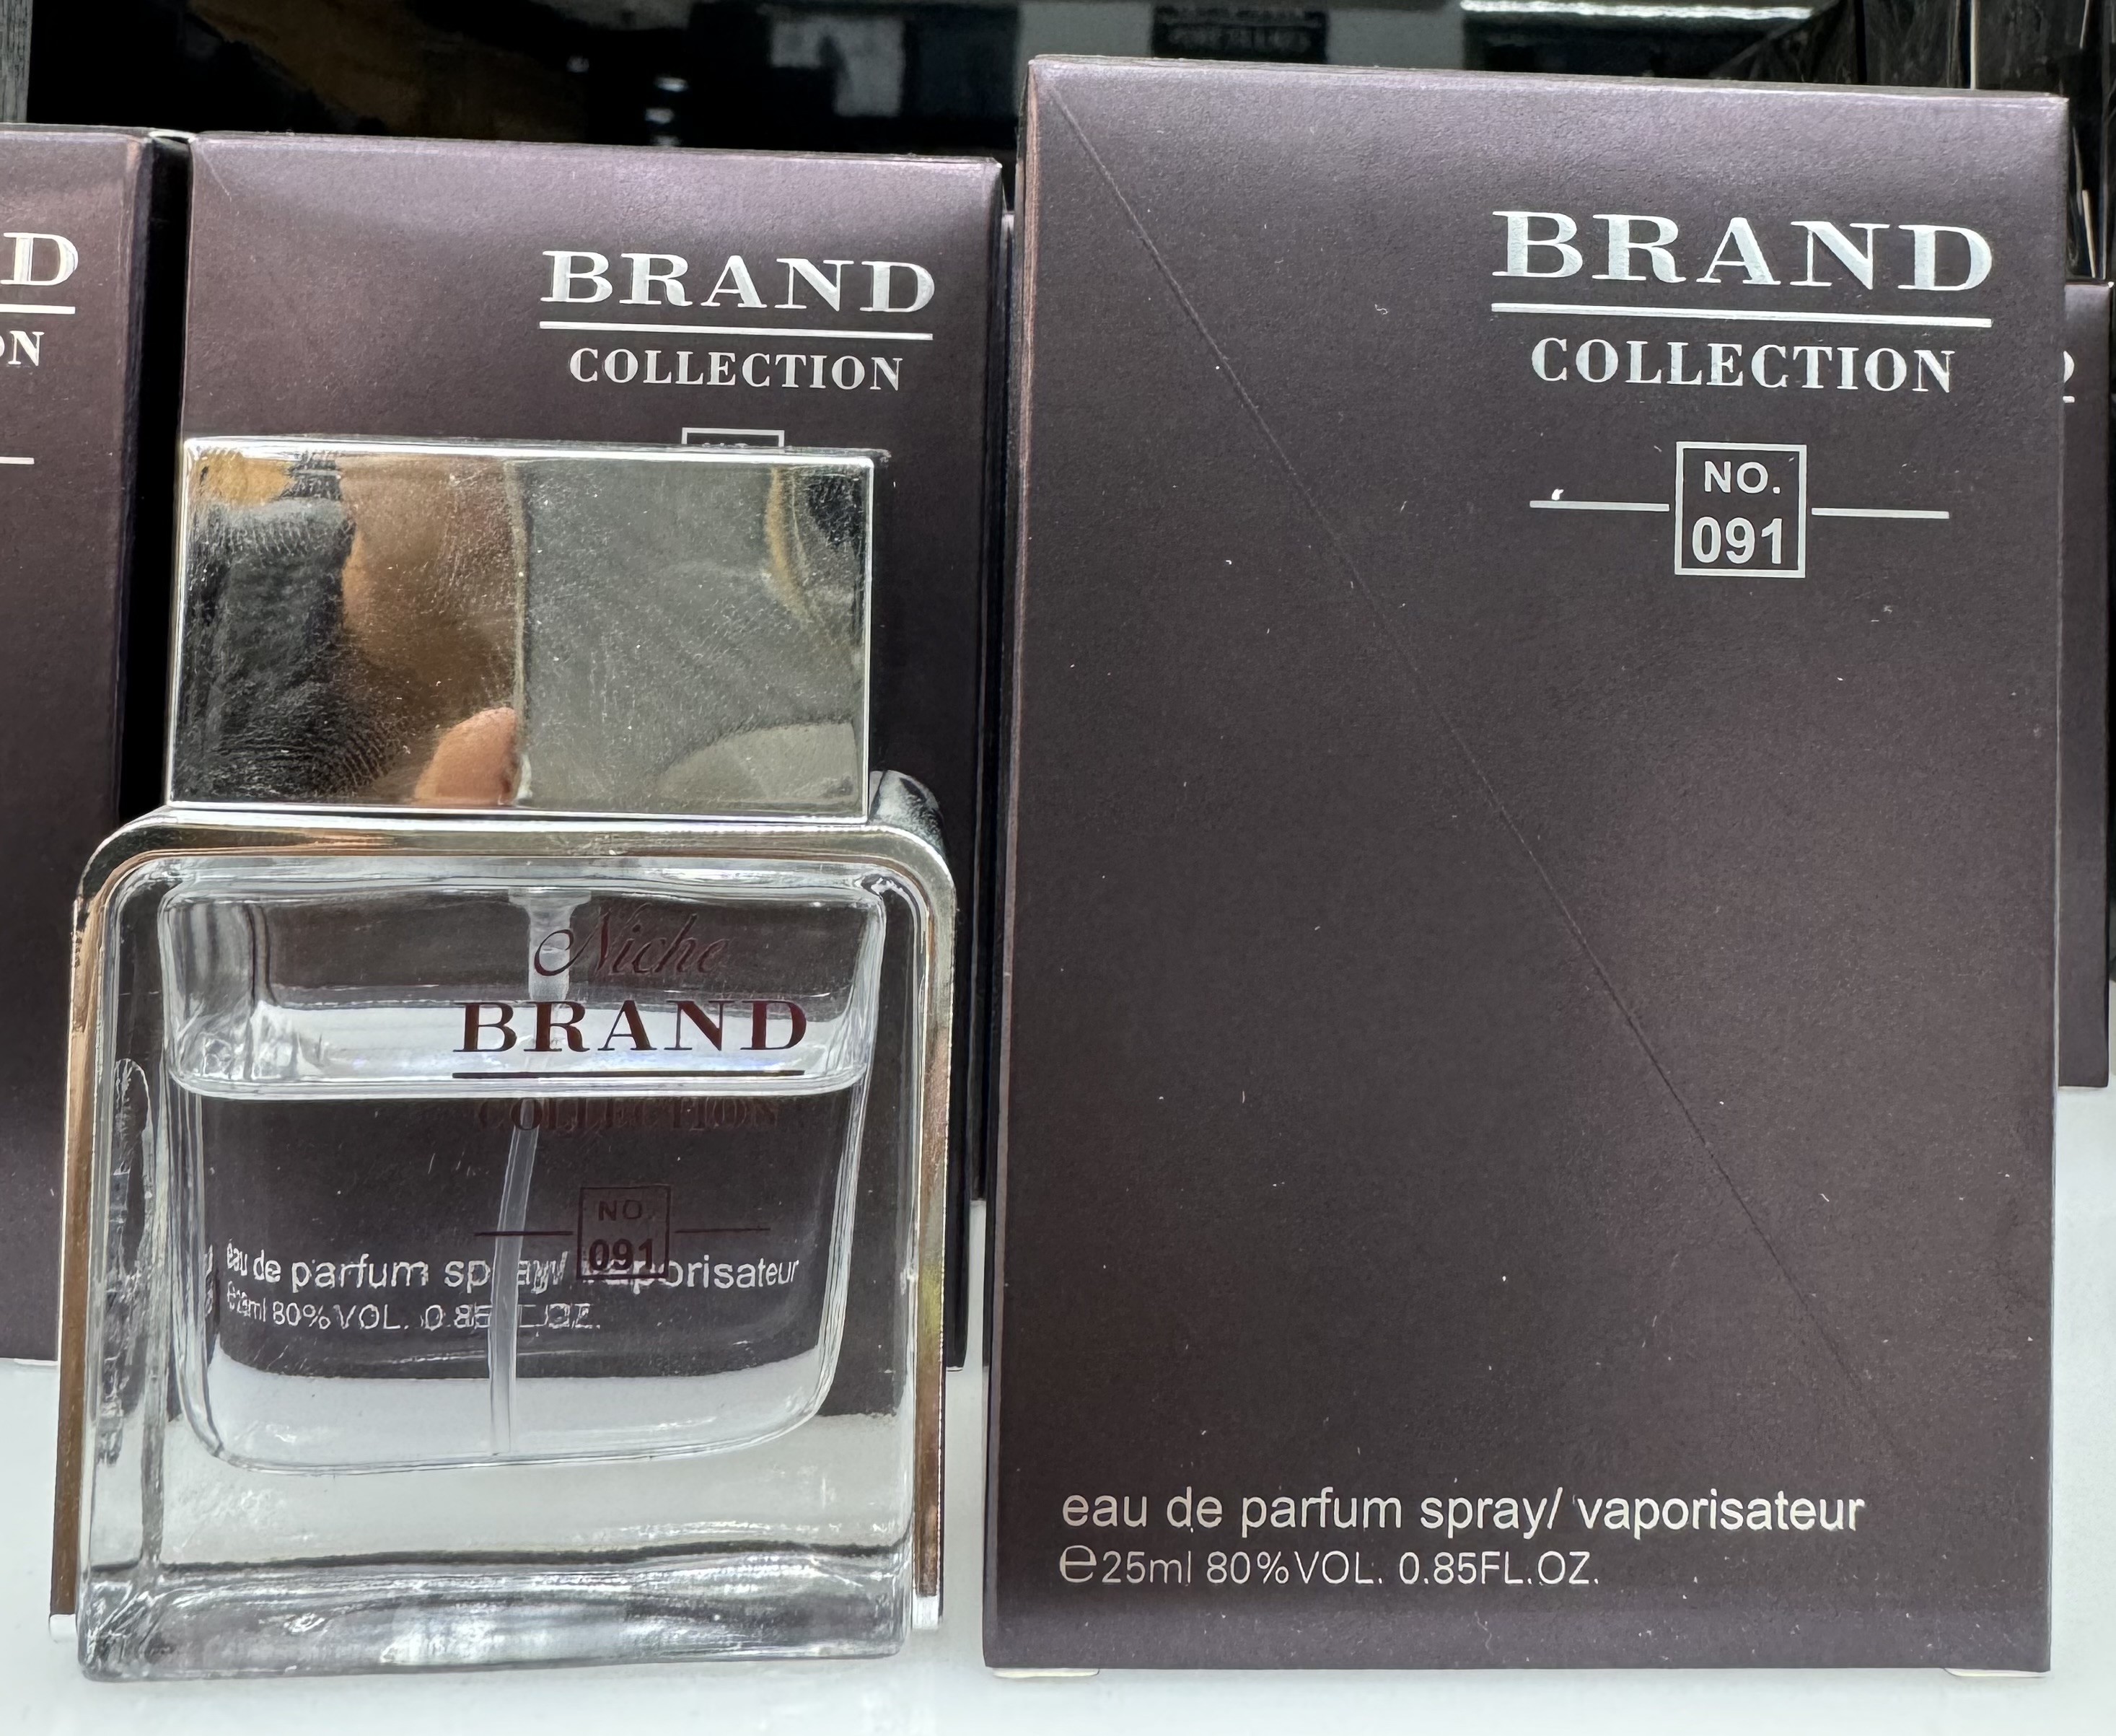 D
ON
BRAND
COLLECTION
BRAND
COLLECTION
NO.
091
eau de parfum spray/ vaporisateur
℮25ml 80%VOL. 0.85FL.OZ.
Niche
BRAND
COLLECTION
NO.
091
eau de parfum spray/ vaporisateur
80%VOL.